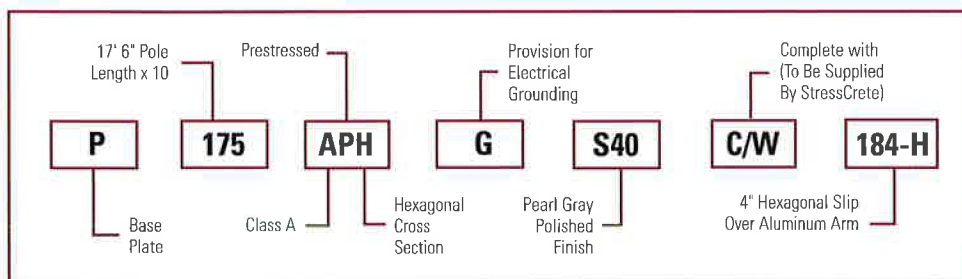 17' 6" Pole
Length x 10
Prestressed
Provision for
Electrical
Grounding
Complete with
(To Be Supplied
By StressCrete)
P
175
APH
G
S40
C/W
184-H
Base
Plate
Class A
Hexagonal
Cross
Section
Pearl Gray
Polished
Finish
4" Hexagonal Slip
Over Aluminum Arm